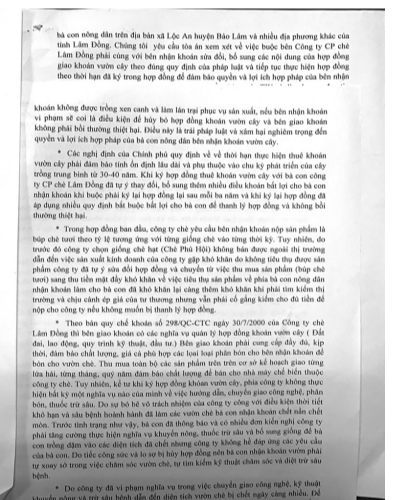 bà con nông dân trên địa bàn xã Lộc An huyện Bảo Lâm và nhiều địa phương khác của
tỉnh Lâm Đồng. Chúng tôi yêu cầu tòa án xem xét về việc buộc bên Công ty CP chè
Lâm Đồng phải cùng với bên nhận khoán sửa đổi, bổ sung các nội dung của hợp đồng
giao khoán vườn cây theo đúng quy định của pháp luật và tiếp tục thực hiện hợp đồng
theo thời hạn đã ký trong hợp đồng để đảm bảo quyền và lợi ích hợp pháp của bên nhận
khoán không được trồng xen canh và làm lán trại phục vụ sản xuất, nếu bên nhận khoán
vi phạm sẽ coi là điều kiện để hủy bỏ hợp đồng khoán vườn cây và bên giao khoán
không phải bồi thường thiệt hại. Điều này là trái pháp luật và xâm hại nghiêm trọng đến
quyền và lợi ích hợp pháp của bà con nông dân bên nhận khoán vườn cây.
* Các nghị định của Chính phủ quy định về về thời hạn thực hiện thuê khoán
vườn cây phải đảm bảo tính ổn định lâu dài và phụ thuộc vào chu kỳ phát triển của cây
trồng trung bình từ 30-40 năm. Khi ký hợp đồng thuê khoán vườn cây với bà con công
ty CP chè Lâm Đồng đã tự ý thay đổi, bổ sung thêm nhiều điều khoản bất lợi cho bên
nhận khoán khi buộc phải ký lại hợp đồng lại sau mỗi ba năm và khi ký lại hợp đồng đã
áp dụng nhiều quy định bắt buộc bất lợi cho bà con để thanh lý hợp đồng và không bồi
thường thiệt hại.
* Trong hợp đồng ban đầu, công ty chè yêu cầu bên nhận khoán nộp sản phẩm là
búp chè tươi theo tỷ lệ tương ứng với từng giống chè vào từng thời kỳ. Tuy nhiên, do
trước đó công ty chọn giống chè hạt (Chè Phú Hội) không bán được ngoài thị trường
dẫn đến việc sản xuất kinh doanh của công ty gặp khó khăn do không tiêu thụ được sản
phẩm công ty đã tự ý sửa đổi hợp đồng và chuyển từ việc thu mua sản phẩm (búp chè
tươi) sang thu tiền mặt đẩy khó khăn về việc tiêu thụ sản phẩm về phía bà con nông dân
nhận khoán làm cho bà con đã khó khăn lại càng thêm khó khăn khi phải tìm kiếm thị
trường và chịu cảnh ép giá của tư thương nhưng vẫn phải cố gắng kiếm cho đủ tiền để
nộp cho công ty nếu không muốn bị thanh lý hợp đồng.
* Theo bản quy chế khoán số 298/QC-CTC ngày 30/7/2000 của Công ty chè
Lâm Đồng thì bên giao khoán có các nghĩa vụ quản lý hợp đồng khoán vườn cây ( Đất
đai, lao động, quy trình kỹ thuật, đầu tư.) Bên giao khoán phải cung cấp đầy đủ, kịp
thời, đảm bảo chất lượng, giá cả phù hợp các loại loại phân bón cho bên nhận khoán để
bón cho vườn chè. Thu mua toàn bộ các sản phẩm trên trên cơ sở kế hoạch giao từng
lứa hái, từng tháng, quý năm đảm bảo chất lượng để bán cho nhà máy chế biến thuộc
công ty chè. Tuy nhiên, kể từ khi ký hợp đồng khóan vườn cây, phía công ty không thực
hiện bất kỳ một nghĩa vụ nào của mình về việc hướng dẫn, chuyển giao công nghệ, phân
bón, thuốc trừ sâu. Do sự bỏ bê vô trách nghiệm của công ty cộng với điều kiện thời tiết
khô hạn và sâu bệnh hoành hành đã làm các vườn chè bà con nhận khoán chết nần chết
mòn. Trước tình trạng như vậy, bà con đã thông báo và có nhiều đơn kiến nghị công ty
phải tăng cường thực hiện nghĩa vụ khuyến nông, thuốc trừ sâu và bổ sung giống để bà
con trồng dặm vào các diện tích đã chết nhưng công ty không hề đáp ứng các yêu cầu
của bà con. Do tiếc công sức và lo sợ bị hủy hợp đồng nên bà con nhận khoán vườn phải
tự xoay sở trong việc chăm sóc vườn chè, tự tìm kiếm kỹ thuật chăm sóc và diệt trừ sâu
bệnh.
* Do công ty đã vi phạm nghĩa vụ trong chuyển giao công nghệ, kỹ thuật
khuyến nông và trừ sâu bệnh dẫn đến diện tích vườn chè bị chết ngày càng nhiều. Để